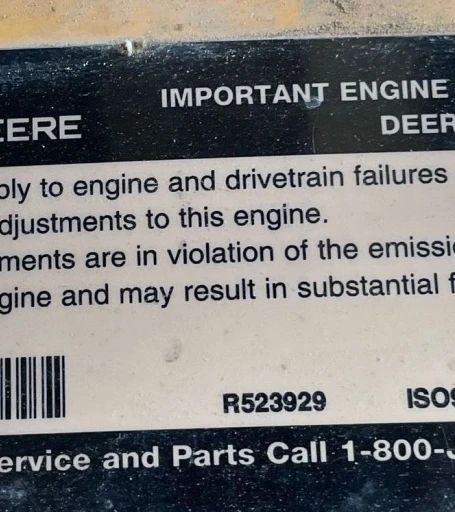 IMPORTANT ENGINE
EERE DEER
ply to engine and drivetrain failures
djustments to this engine.
ments are in violation of the emissi
gine and may result in substantial f
R523929 ISO9
ervice and Parts Call 1-800-J